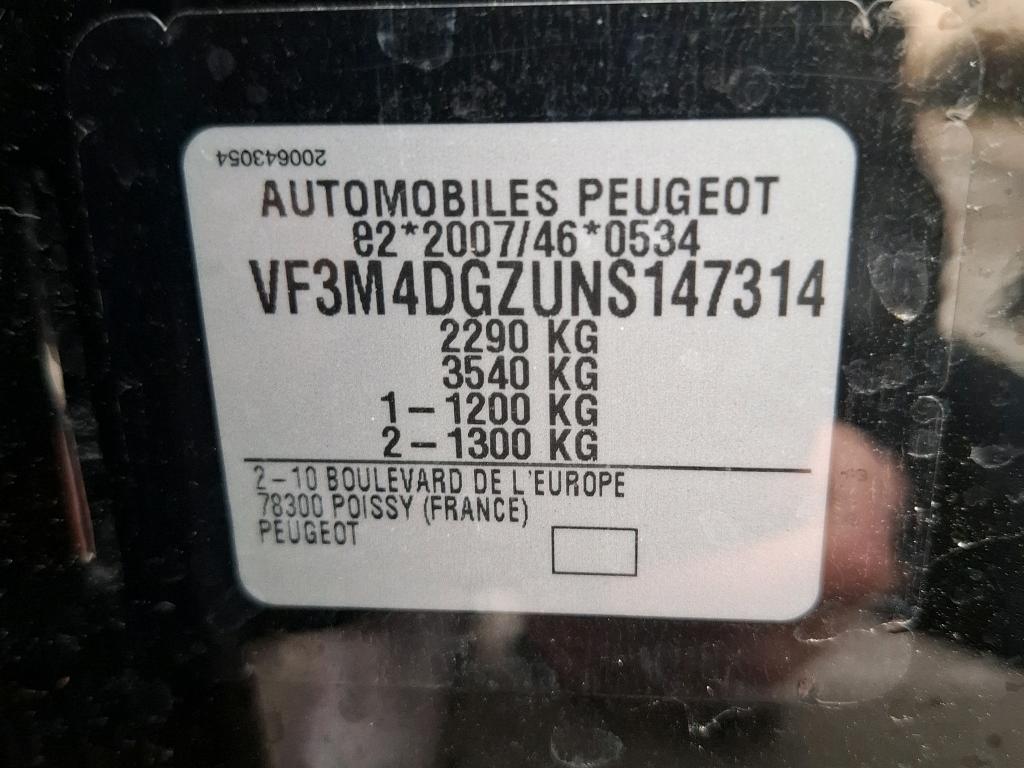 200643054
AUTOMOBILES PEUGEOT
e2*2007/46*0534
VF3M4DGZUNS147314
2290 KG
3540 KG
1-1200 KG
2-1300 KG
2-10 BOULEVARD DE L'EUROPE
78300 POISSY (FRANCE)
PEUGEOT